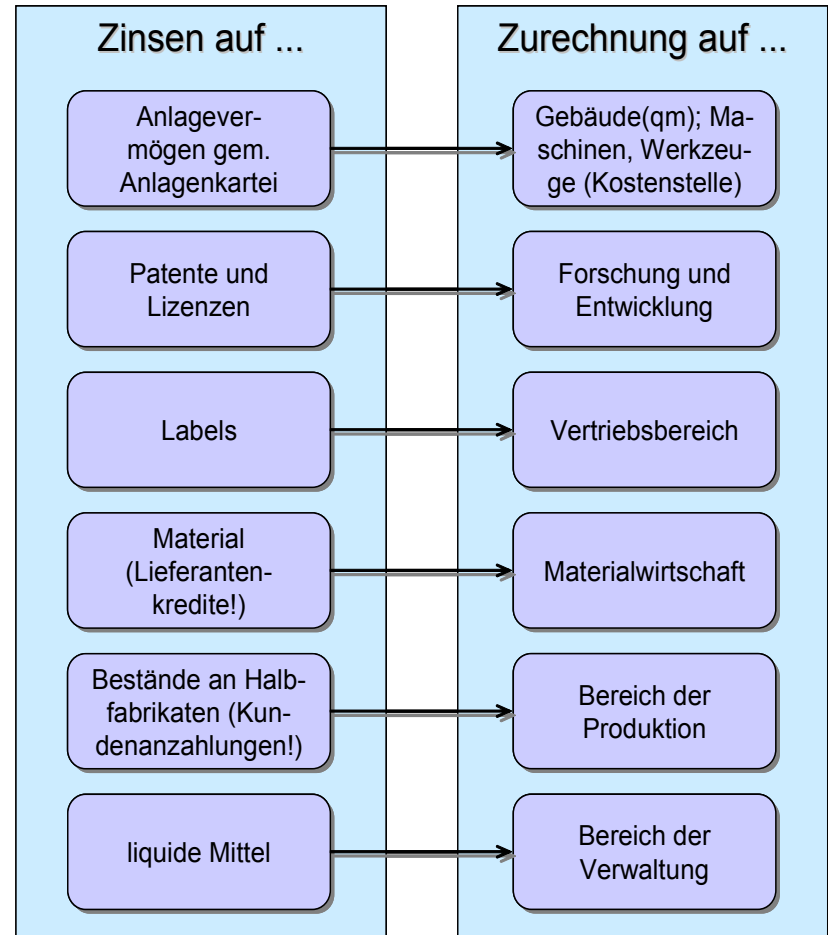 Zinsen auf ...
Zurechnung auf ...
Anlagever-
mögen gem.
Anlagenkartei
Gebäude(qm); Ma-
schinen, Werkzeu-
ge (Kostenstelle)
Patente und
Lizenzen
Forschung und
Entwicklung
Labels
Vertriebsbereich
Material
(Lieferanten-
kredite!)
Materialwirtschaft
Bestände an Halb-
fabrikaten (Kun-
denanzahlungen!)
Bereich der
Produktion
liquide Mittel
Bereich der
Verwaltung